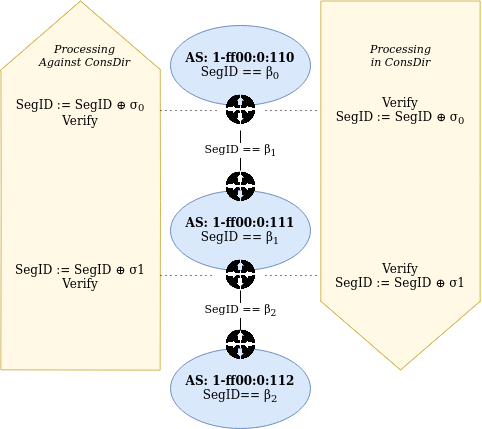 Processing
Against ConsDir
SegID := SegID ⊕ σ₀
Verify
SegID := SegID ⊕ σ1
Verify
AS: 1-ff00:0:110
SegID == β₀
SegID == β₁
AS: 1-ff00:0:111
SegID == β₁
SegID == β₂
AS: 1-ff00:0:112
SegID== β₂
Processing
in ConsDir
Verify
SegID := SegID ⊕ σ₀
Verify
SegID := SegID ⊕ σ1